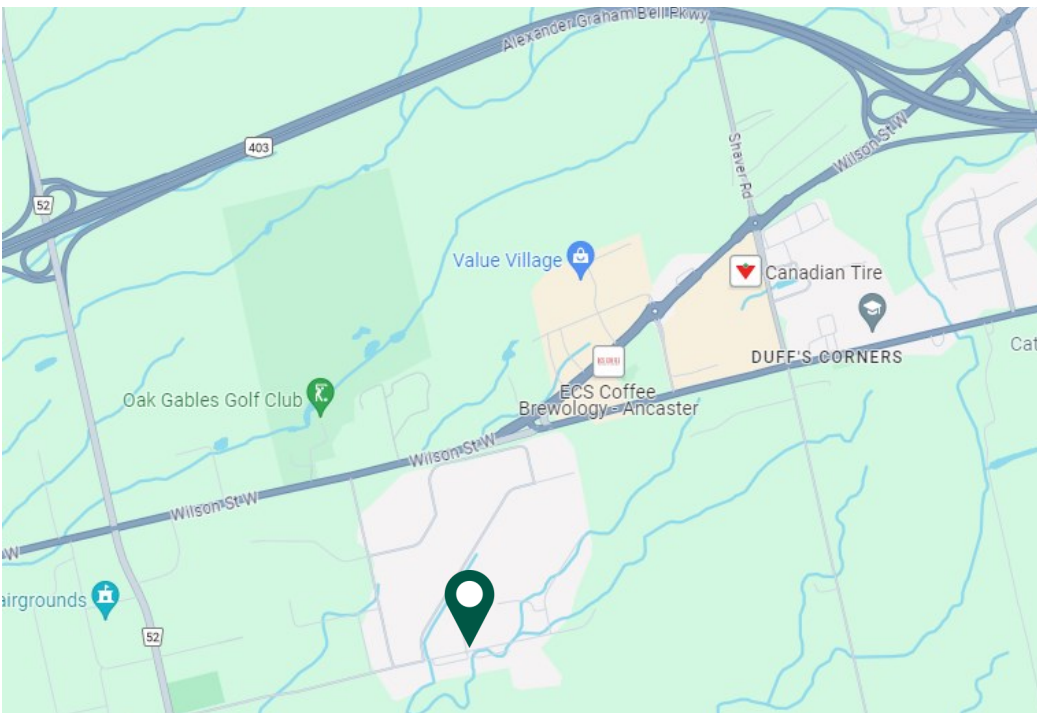 Alexander Graham Bell Pkwy
403
Shaver Rd
Wilson St W
52
Value Village
Canadian Tire
DUFF'S CORNERS
Cat
ECS Coffee
Brewology - Ancaster
Oak Gables Golf Club
Wilson St W
Wilson St W
W
airgrounds
52